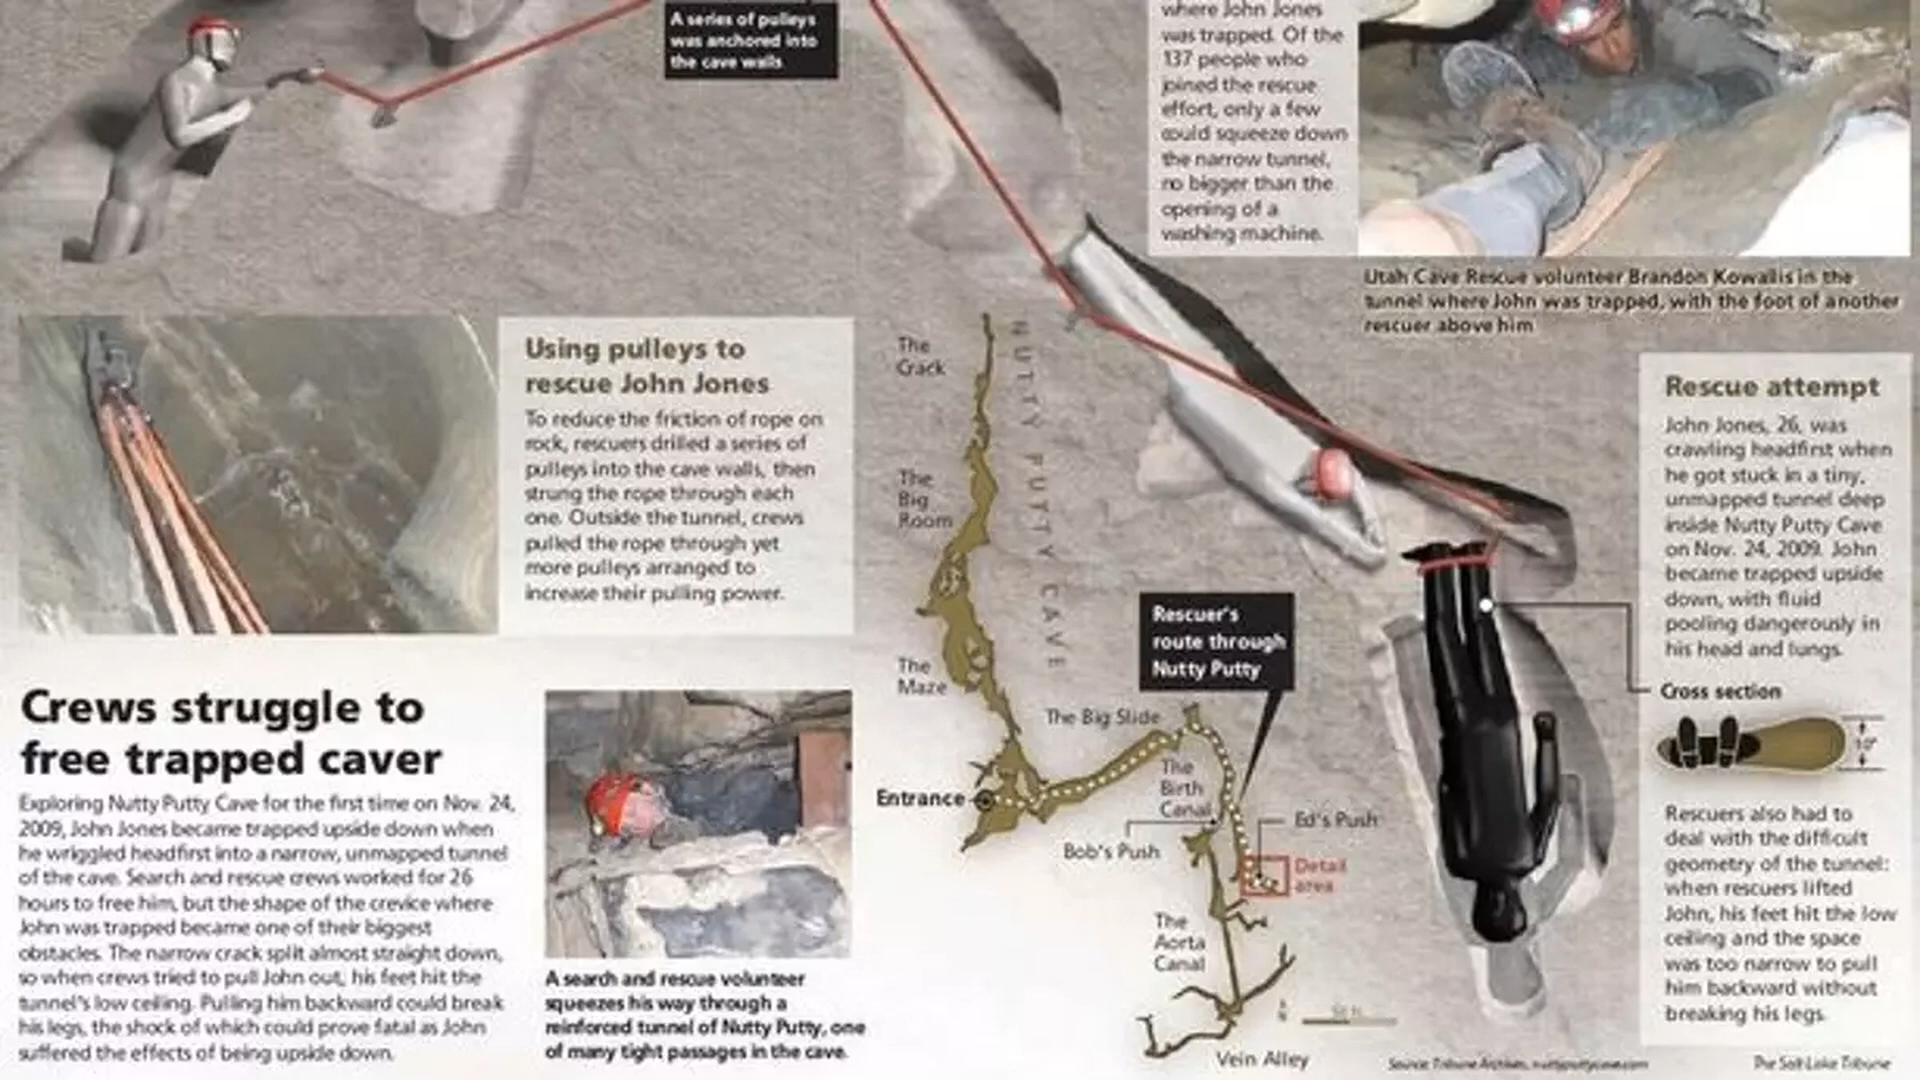 A series of pulleys
was anchored into
the cave walls
where John Jones
was trapped. Of the
137 people who
joined the rescue
effort, only a few
could squeeze down
the narrow tunnel,
no bigger than the
opening of a
washing machine.
Utah Cave Rescue volunteer Brandon Kowallis in the
tunnel where John was trapped, with the foot of another
rescuer above him
Using pulleys to
rescue John Jones
To reduce the friction of rope on
rock, rescuers drilled a series of
pulleys into the cave walls, then
strung the rope through each
one. Outside the tunnel, crews
pulled the rope through yet
more pulleys arranged to
increase their pulling power.
Crews struggle to
free trapped caver
Exploring Nutty Putty Cave for the first time on Nov. 24,
2009, John Jones became trapped upside down when
he wriggled headfirst into a narrow, unmapped tunnel
of the cave. Search and rescue crews worked for 26
hours to free him, but the shape of the crevice where
John was trapped became one of their biggest
obstacles. The narrow crack split almost straight down,
so when crews tried to pull John out, his feet hit the
tunnel's low ceiling. Pulling him backward could break
his legs, the shock of which could prove fatal as John
suffered the effects of being upside down.
A search and rescue volunteer
squeezes his way through a
reinforced tunnel of Nutty Putty, one
of many tight passages in the cave.
NUTTY PUTTY CAVE
The
Crack
The
Big
Room
The
Maze
Entrance
The Big Slide
Rescuer's
route through
Nutty Putty
The
Birth
Canal
Bob's Push
Ed's Push
Detail
area
The
Aorta
Canal
Vein Alley
N
50 ft.
Rescue attempt
John Jones, 26, was
crawling headfirst when
he got stuck in a tiny,
unmapped tunnel deep
inside Nutty Putty Cave
on Nov. 24, 2009. John
became trapped upside
down, with fluid
pooling dangerously in
his head and lungs.
Cross section
10"
Rescuers also had to
deal with the difficult
geometry of the tunnel:
when rescuers lifted
John, his feet hit the low
ceiling and the space
was too narrow to pull
him backward without
breaking his legs.
Source: Tribune Archives, nuttyputtycave.com
The Salt Lake Tribune